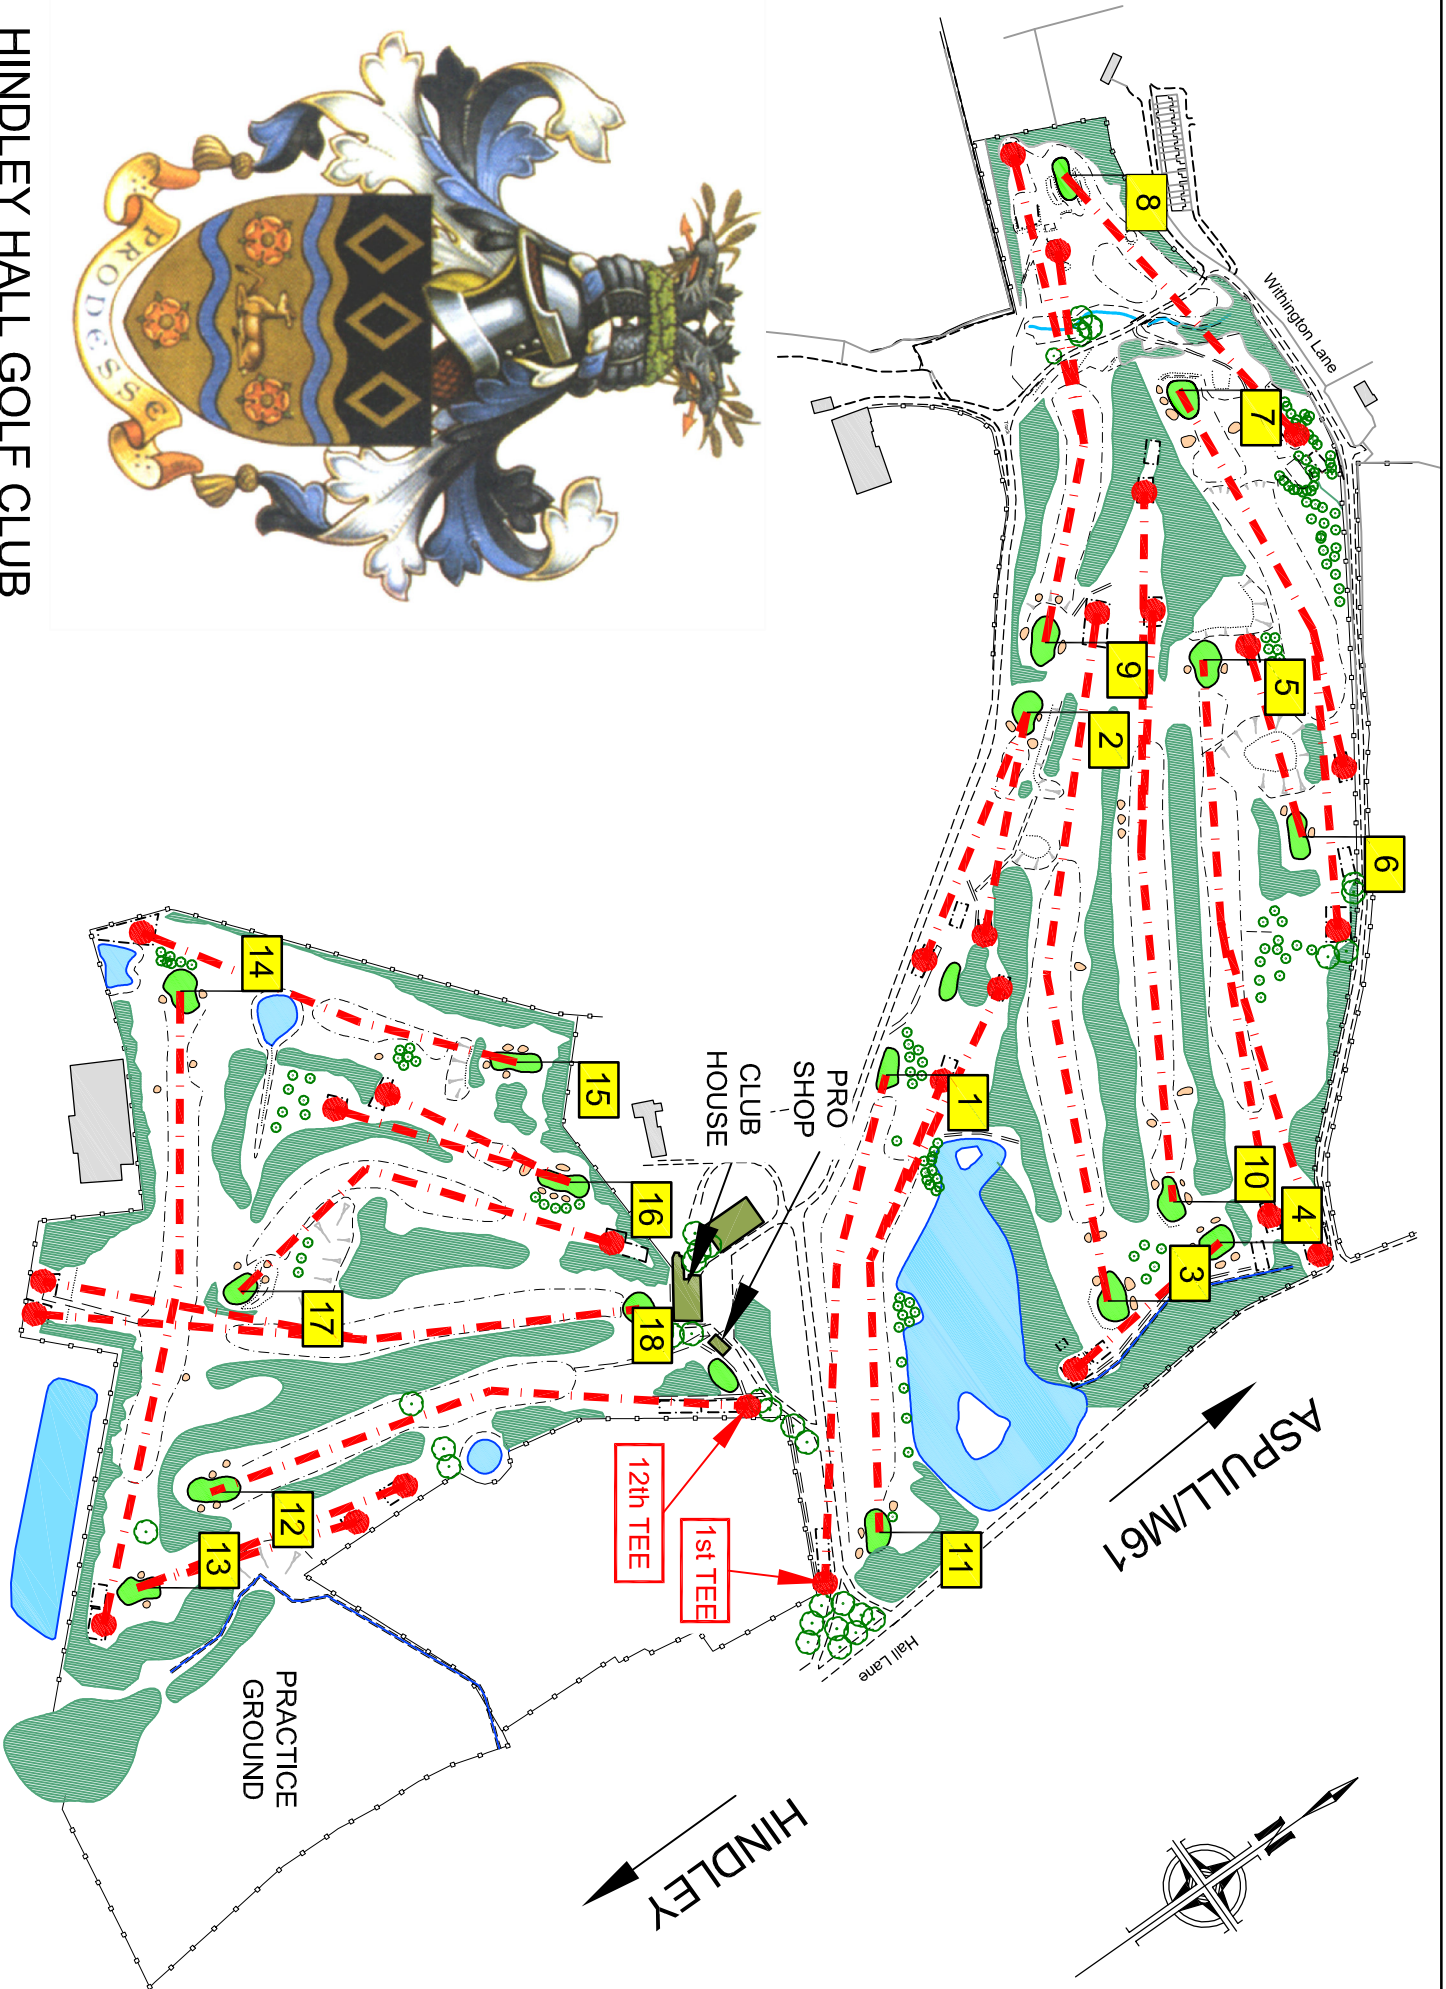 HINDLEY HALL GOLF CLUB
PRODESSE
Withington Lane
8
7
5
6
9
2
10
4
3
1
11
14
15
16
17
18
12
13
PRO
SHOP
CLUB
HOUSE
12th TEE
1st TEE
ASPULL/M61
Hall Lane
HINDLEY
PRACTICE
GROUND
N